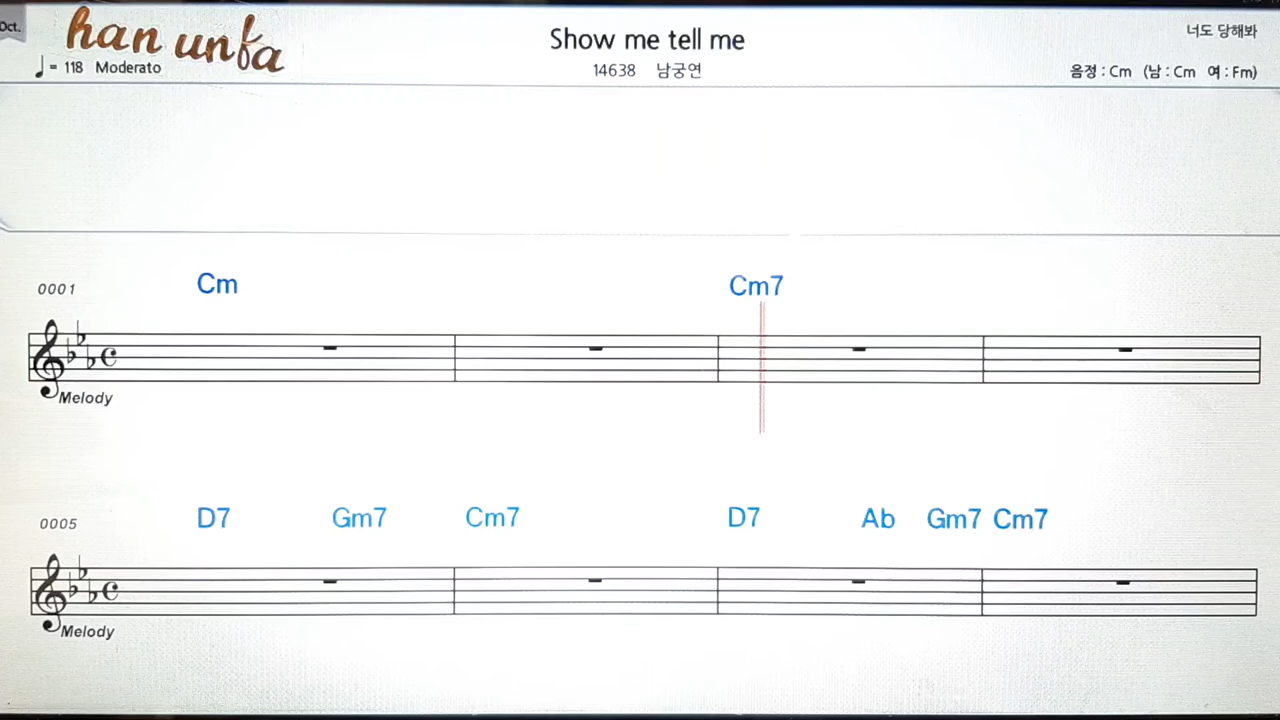 Oct.
han unfa
Show me tell me
너도 당해봐
♩= 118 Moderato
14638 남궁연
음정 : Cm (남 : Cm 여 : Fm)
0001
Cm Cm7
Melody
0005
D7 Gm7 Cm7 D7 Ab Gm7 Cm7
Melody